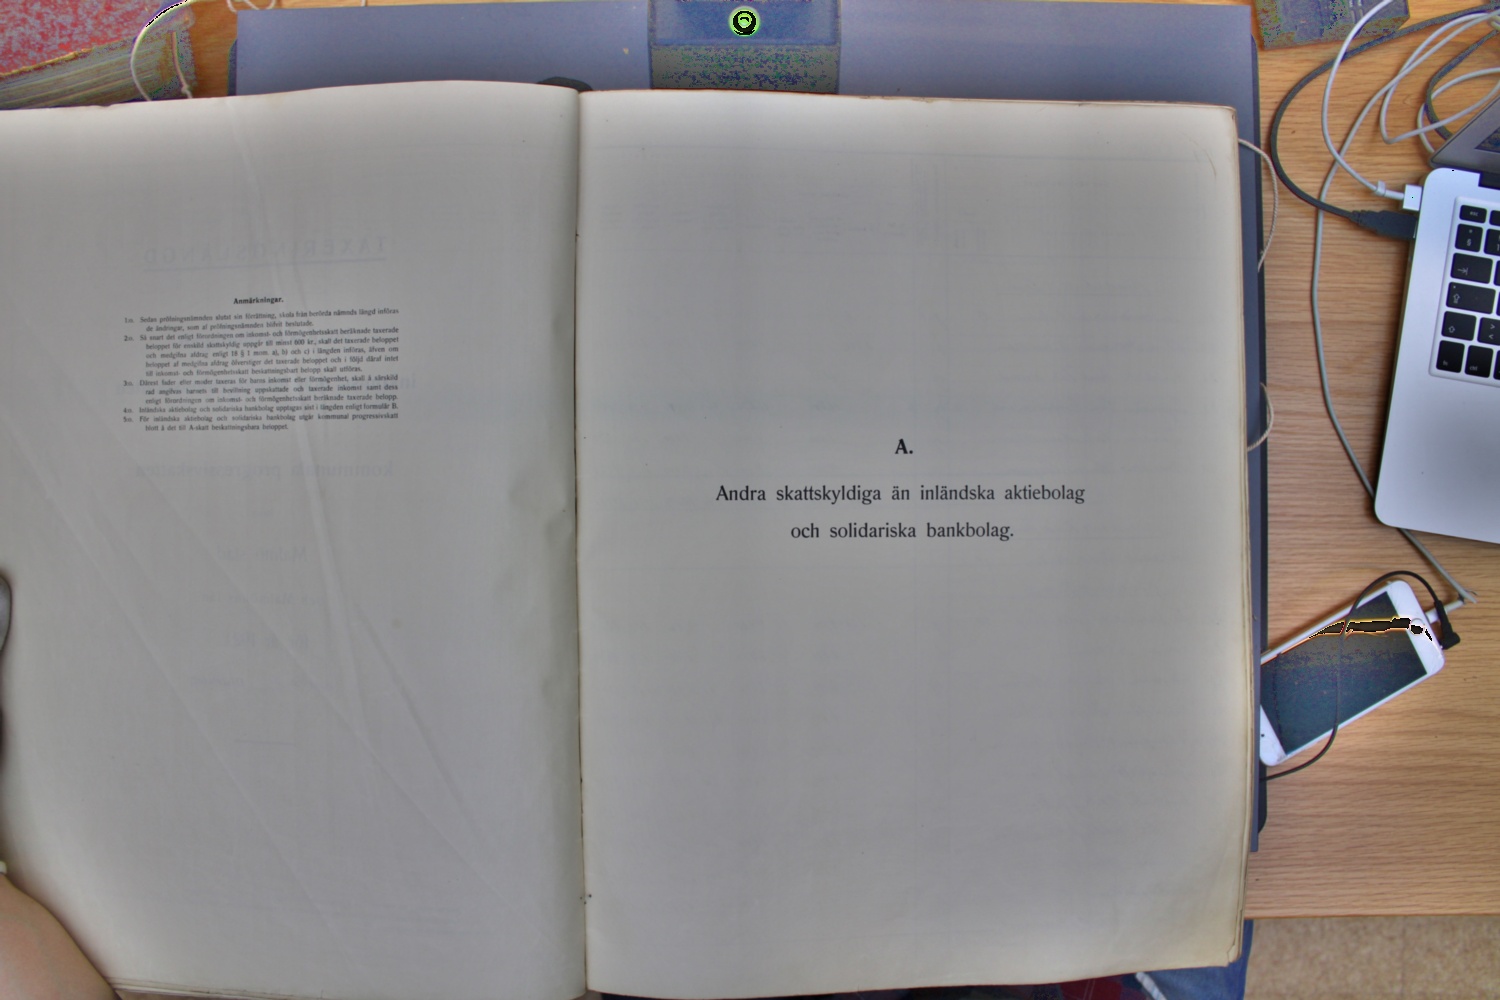 Anmärkningar.
1:o. Sedan pröfningsnämnden slutat sin förrättning, skola från berörda nämnds längd införas
de ändringar, som af pröfningsnämnden blifvit beslutade.
2:o. Så snart det enligt förordningen om inkomst- och förmögenhetsskatt beräknade taxerade
beloppet för enskild skattskyldig uppgår till minst 600 kr., skall det taxerade beloppet
och medgifna afdrag enligt 18 § 1 mom. a), b) och c) i längden införas, äfven om
beloppet af medgifna afdrag öfverstiger det taxerade beloppet och i följd däraf intet
till inkomst- och förmögenhetsskatt beskattningsbart belopp skall utföras.
3:o. Därest fader eller moder taxeras för barns inkomst eller förmögenhet, skall å särskild
rad angifvas barnets till bevillning uppskattade och taxerade inkomst samt dess
enligt förordningen om inkomst- och förmögenhetsskatt beräknade taxerade belopp.
4:o. Inländska aktiebolag och solidariska bankbolag upptagas sist i längden enligt formulär B.
5:o. För inländska aktiebolag och solidariska bankbolag utgår kommunal progressivskatt
blott å det till A-skatt beskattningsbara beloppet.
A.
Andra skattskyldiga än inländska aktiebolag
och solidariska bankbolag.